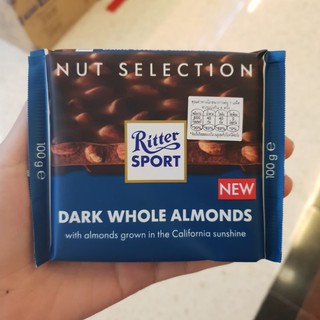 NUT SELECTION
Ritter
SPORT
100 g e
100 g e
NEW
DARK WHOLE ALMONDS
with almonds grown in the California sunshine